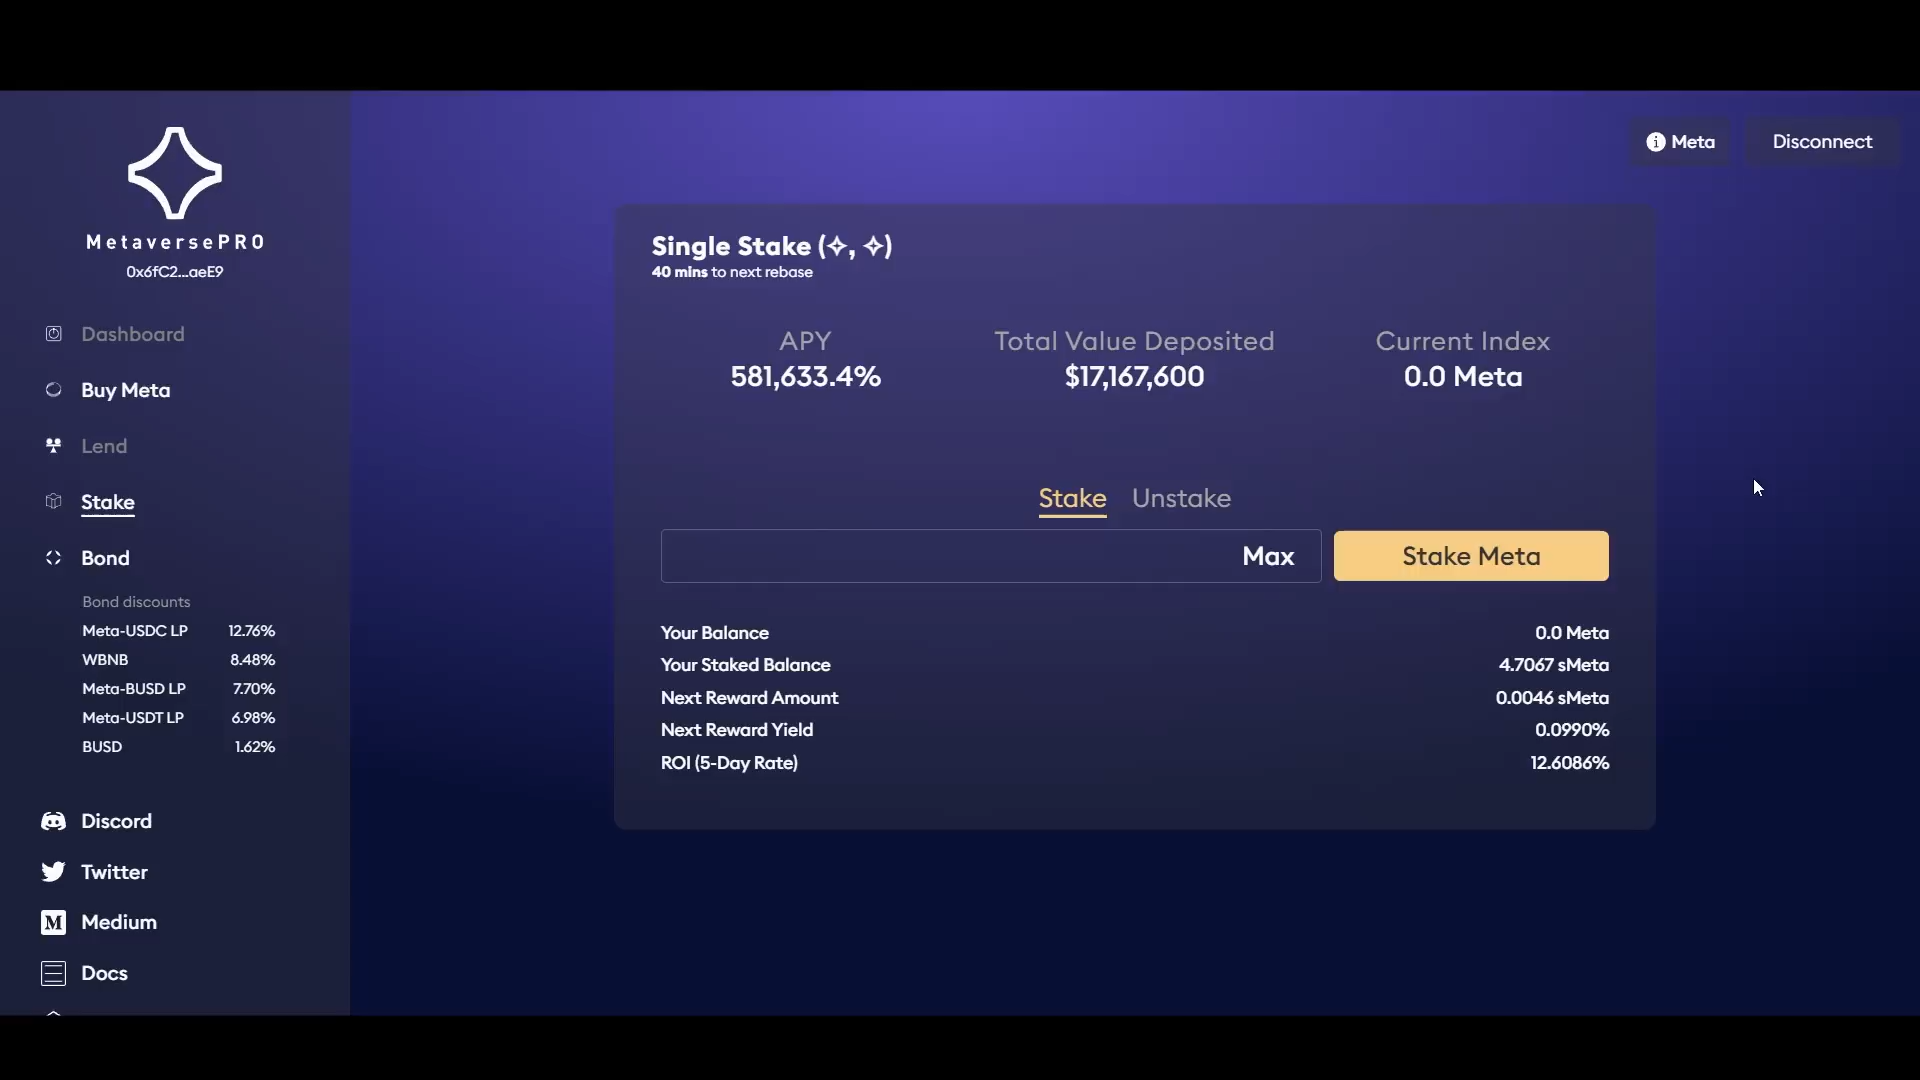 MetaversePRO
0x6fC2...aeE9
Dashboard
Buy Meta
Lend
Stake
Bond
Bond discounts
Meta-USDC LP 12.76%
WBNB 8.48%
Meta-BUSD LP 7.70%
Meta-USDT LP 6.98%
BUSD 1.62%
Discord
Twitter
Medium
Docs
Meta
Disconnect
Single Stake (✧, ✧)
40 mins to next rebase
APY Total Value Deposited Current Index
581,633.4% $17,167,600 0.0 Meta
Stake Unstake
Max Stake Meta
Your Balance 0.0 Meta
Your Staked Balance 4.7067 sMeta
Next Reward Amount 0.0046 sMeta
Next Reward Yield 0.0990%
ROI (5-Day Rate) 12.6086%